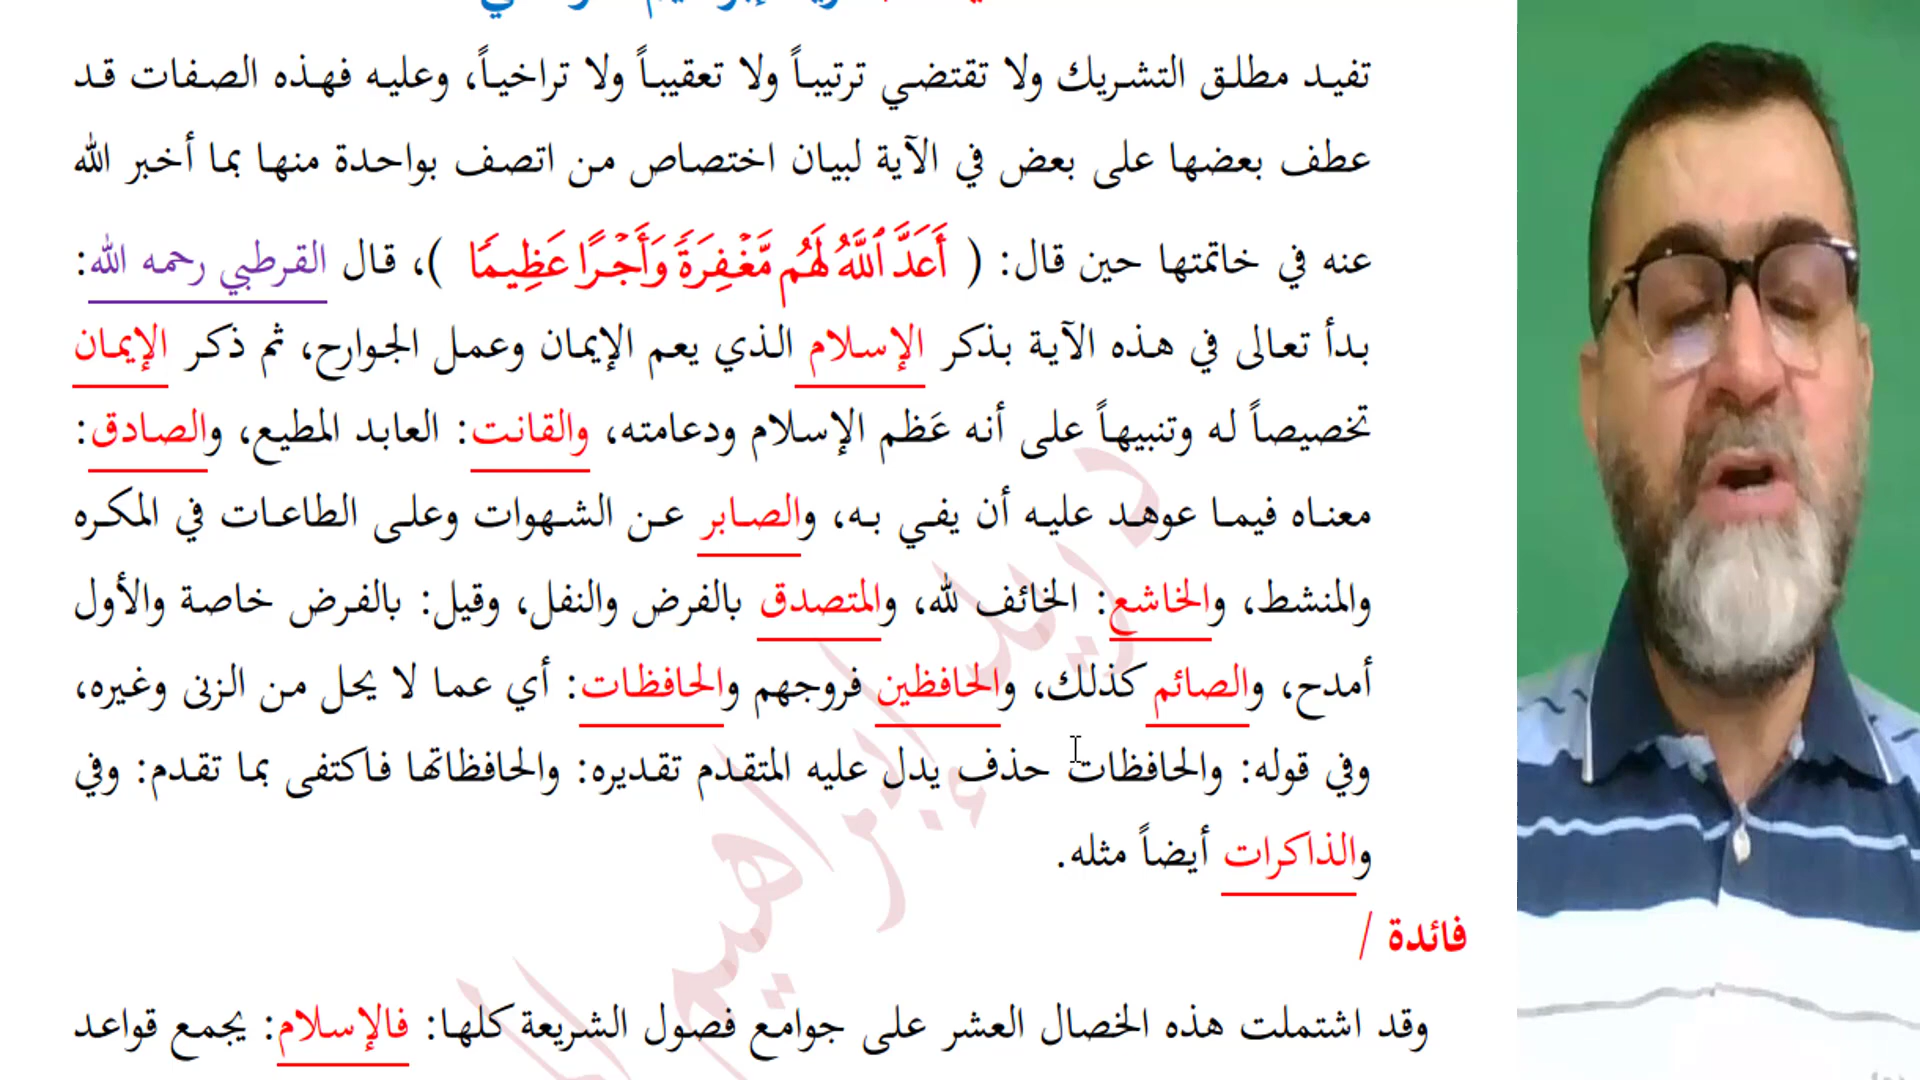 تفيد مطلق التشريك ولا تقتضي ترتيباً ولا تعقيباً ولا تراخياً، وعليه فهذه الصفات قد
عطف بعضها على بعض في الآية لبيان اختصاص من اتصف بواحدة منها بما أخبر الله
عنه في خاتمتها حين قال: ( أَعَدَّ ٱللَّهُ لَهُم مَّغْفِرَةً وَأَجْرًا عَظِيمًا )، قال القرطبي رحمه الله:
بدأ تعالى في هذه الآية بذكر الإسلام الذي يعم الإيمان وعمل الجوارح، ثم ذكر الإيمان
تخصيصاً له وتنبيهاً على أنه عَظم الإسلام ودعامته، والقانت: العابد المطيع، والصادق:
معناه فيما عوهد عليه أن يفي به، والصابر عن الشهوات وعلى الطاعات في المكره
والمنشط، والخاشع: الخائف لله، والمتصدق بالفرض والنفل، وقيل: بالفرض خاصة والأول
أمدح، والصائم كذلك، والحافظين فروجهم والحافظات: أي عما لا يحل من الزنى وغيره،
وفي قوله: والحافظات حذف يدل عليه المتقدم تقديره: والحافظاتها فاكتفى بما تقدم: وفي
والذاكرات أيضاً مثله.
فائدة /
وقد اشتملت هذه الخصال العشر على جوامع فصول الشريعة كلها: فالإسلام: يجمع قواعد